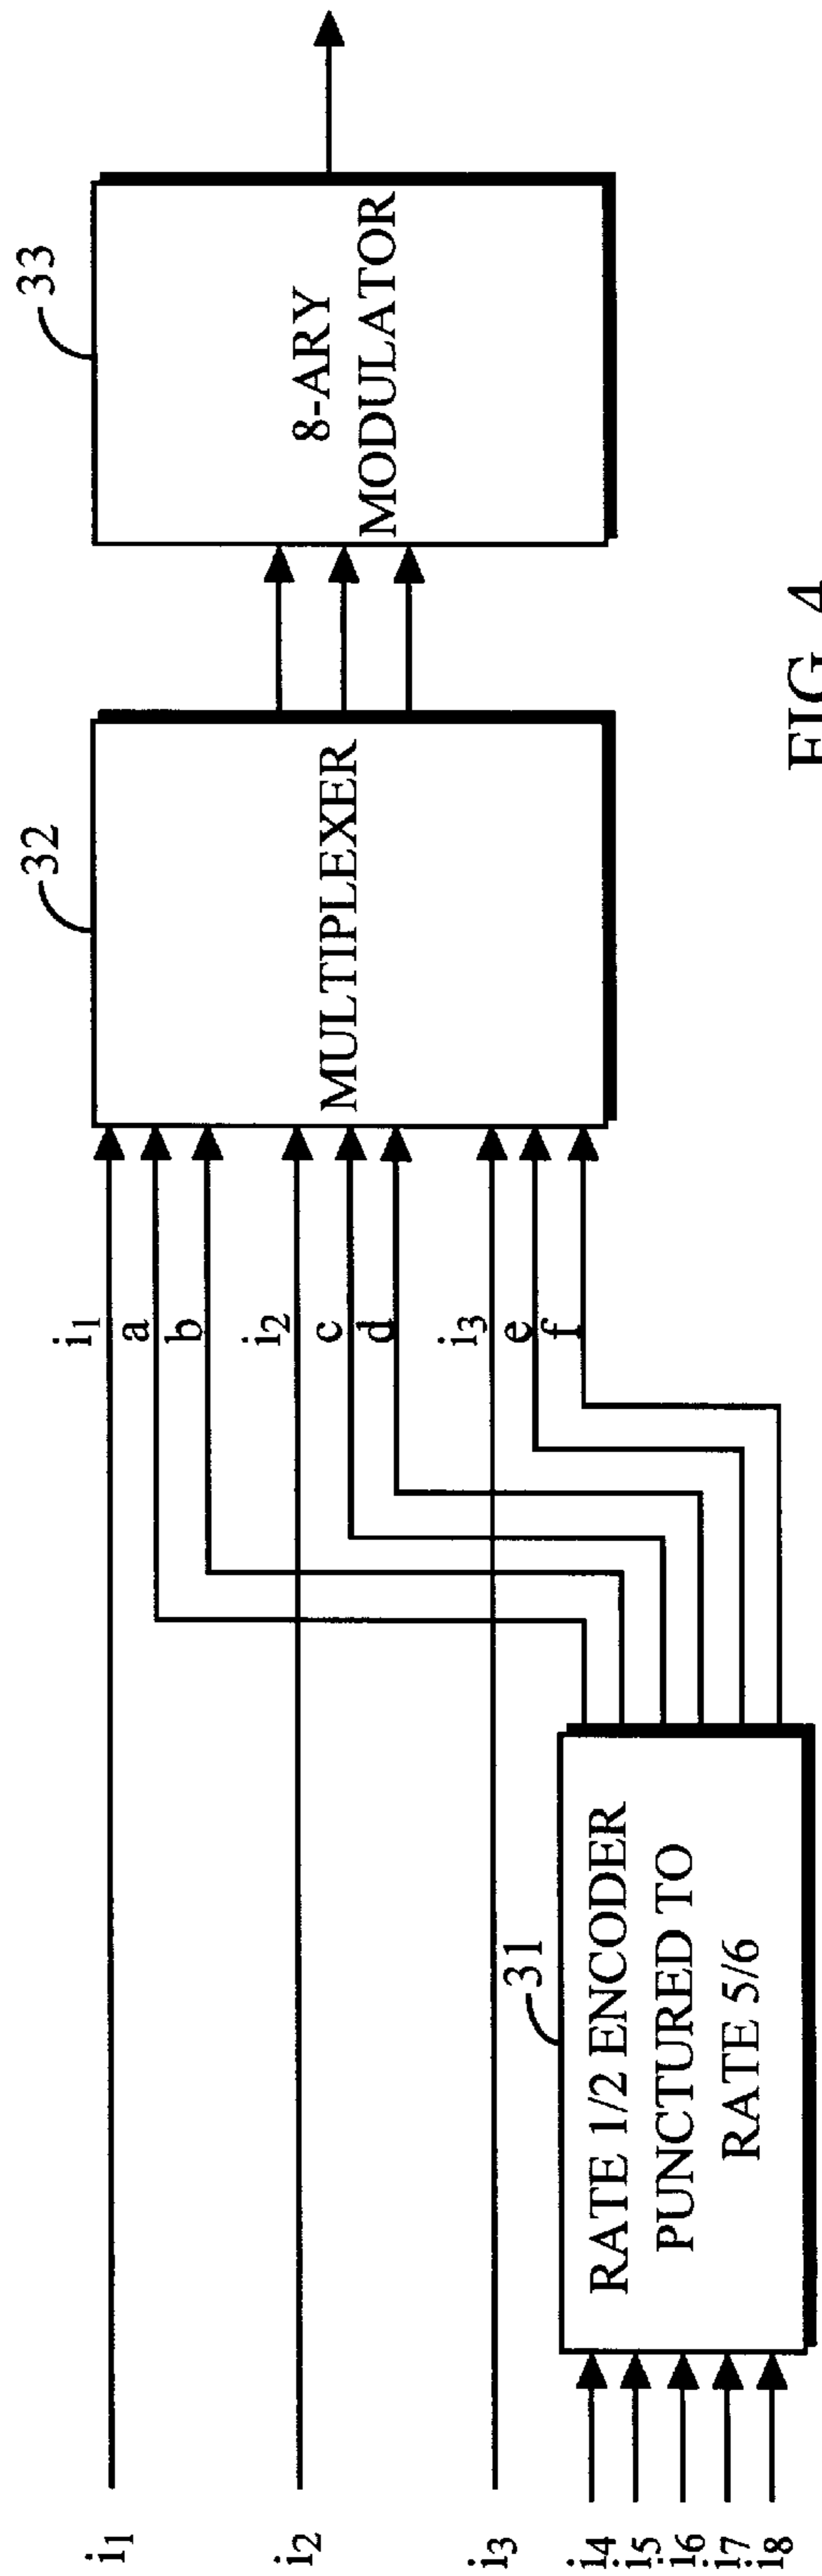 i1
i2
i3
i4
i5
i6
i7
i8
31
RATE 1/2 ENCODER
PUNCTURED TO
RATE 5/6
i1
a
b
i2
c
d
i3
e
f
32
MULTIPLEXER
33
8-ARY
MODULATOR
FIG. 4